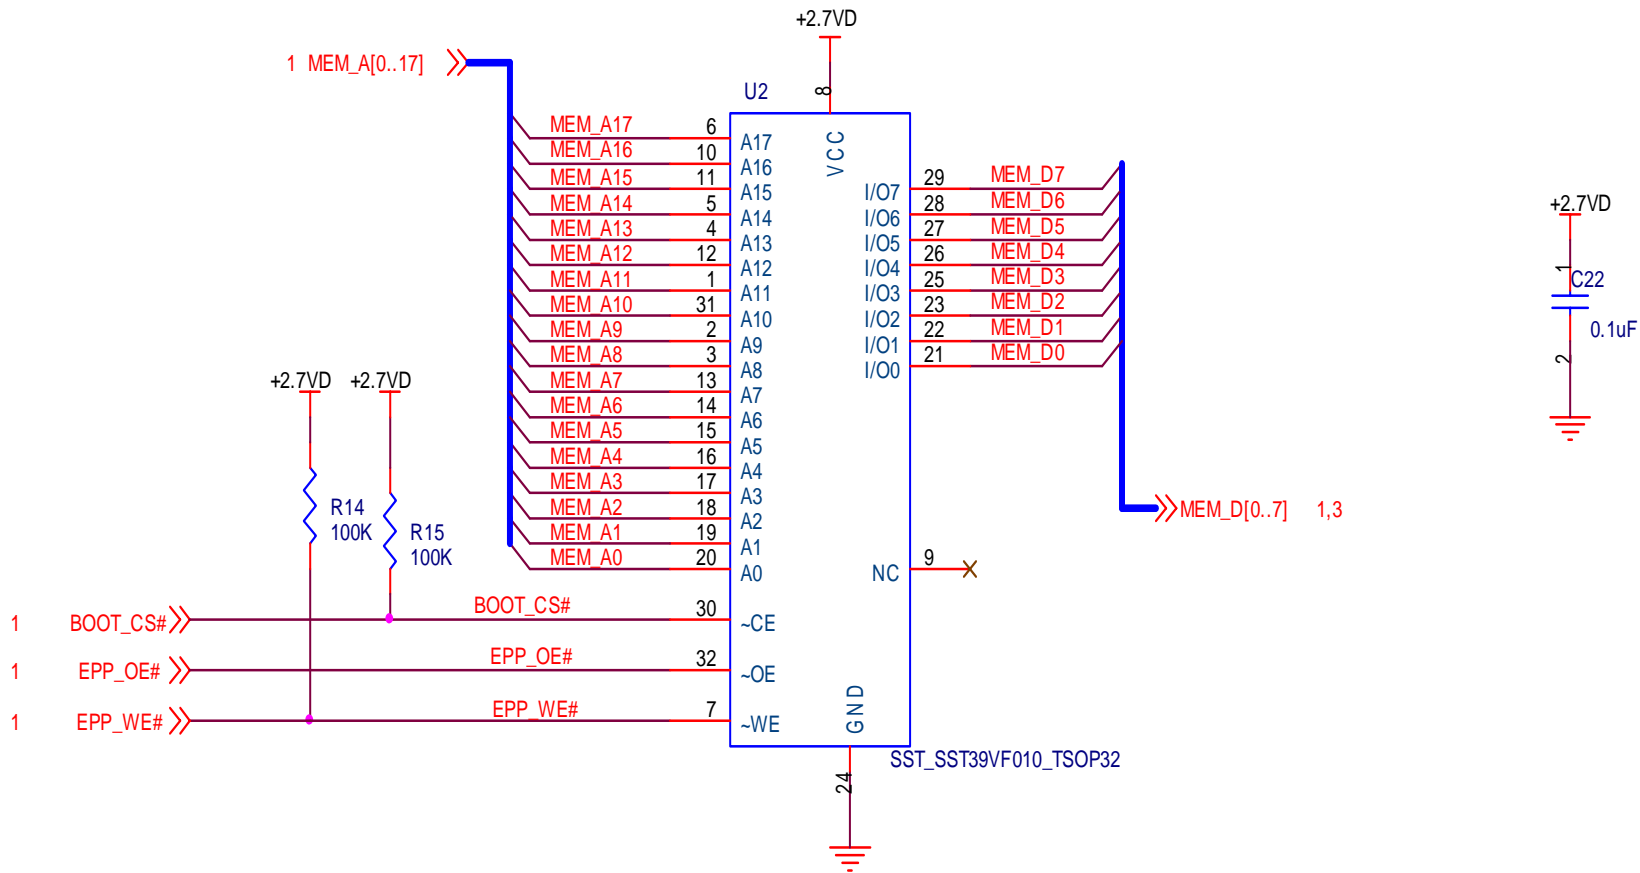 +2.7VD
1 MEM_A[0..17]
U2
8
VCC
MEM_A17 6 A17
MEM_A16 10 A16
MEM_A15 11 A15
MEM_A14 5 A14
MEM_A13 4 A13
MEM_A12 12 A12
MEM_A11 1 A11
MEM_A10 31 A10
MEM_A9 2 A9
MEM_A8 3 A8
MEM_A7 13 A7
MEM_A6 14 A6
MEM_A5 15 A5
MEM_A4 16 A4
MEM_A3 17 A3
MEM_A2 18 A2
MEM_A1 19 A1
MEM_A0 20 A0
I/O7 29 MEM_D7
I/O6 28 MEM_D6
I/O5 27 MEM_D5
I/O4 26 MEM_D4
I/O3 25 MEM_D3
I/O2 23 MEM_D2
I/O1 22 MEM_D1
I/O0 21 MEM_D0
+2.7VD
1
C22
0.1uF
2
+2.7VD +2.7VD
R14
100K
R15
100K
MEM_D[0..7] 1,3
NC 9
1 BOOT_CS# BOOT_CS# 30 ~CE
1 EPP_OE# EPP_OE# 32 ~OE
1 EPP_WE# EPP_WE# 7 ~WE
GND
SST_SST39VF010_TSOP32
24